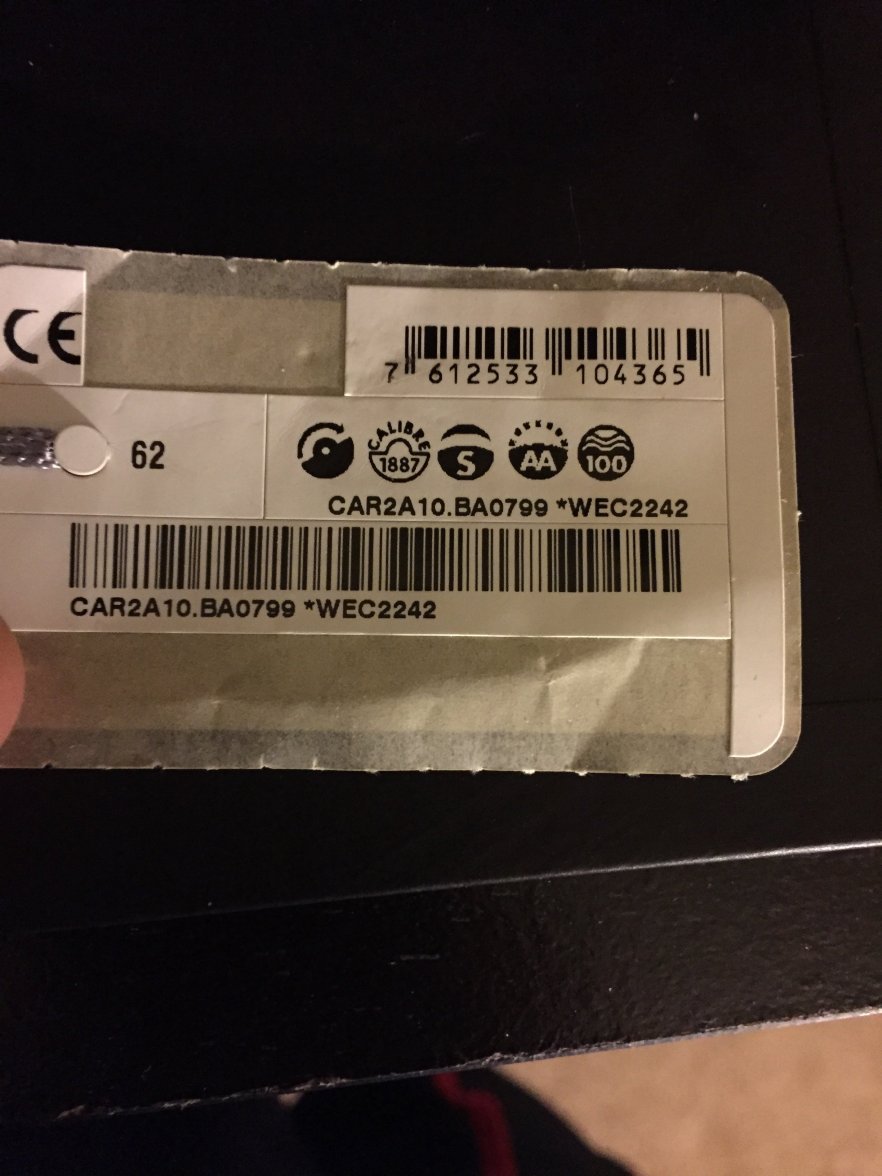 CE
7 612533 104365
62
CALIBRE
1887
S
AA
100
CAR2A10.BA0799 *WEC2242
CAR2A10.BA0799 *WEC2242